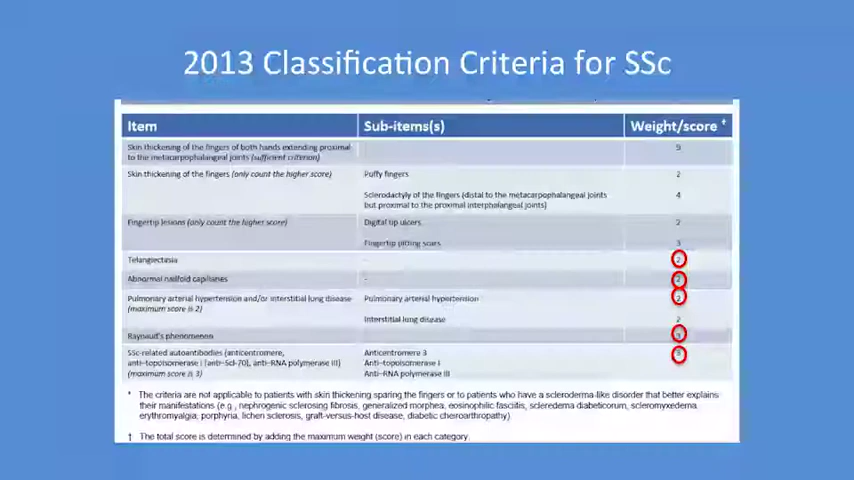 2013 Classification Criteria for SSc
Item Sub-items(s) Weight/score †
Skin thickening of the fingers of both hands extending proximal
to the metacarpophalangeal joints (sufficient criterion) - 9
Skin thickening of the fingers (only count the higher score) Puffy fingers 2
Sclerodactyly of the fingers (distal to the metacarpophalangeal joints
but proximal to the proximal interphalangeal joints) 4
Fingertip lesions (only count the higher score) Digital tip ulcers 2
Fingertip pitting scars 3
Telangiectasia - 2
Abnormal nailfold capillaries - 2
Pulmonary arterial hypertension and/or interstitial lung disease Pulmonary arterial hypertension 2
(maximum score is 2)
Interstitial lung disease 2
Raynaud's phenomenon - 3
SSc-related autoantibodies (anticentromere, Anticentromere 3 3
anti-topoisomerase I [anti-Scl-70], anti-RNA polymerase III) Anti-topoisomerase I
(maximum score is 3) Anti-RNA polymerase III
* The criteria are not applicable to patients with skin thickening sparing the fingers or to patients who have a scleroderma-like disorder that better explains
their manifestations (e.g., nephrogenic sclerosing fibrosis, generalized morphea, eosinophilic fasciitis, scleredema diabeticorum, scleromyxedema,
erythromyalgia, porphyria, lichen sclerosis, graft-versus-host disease, diabetic cheiroarthropathy)
† The total score is determined by adding the maximum weight (score) in each category.